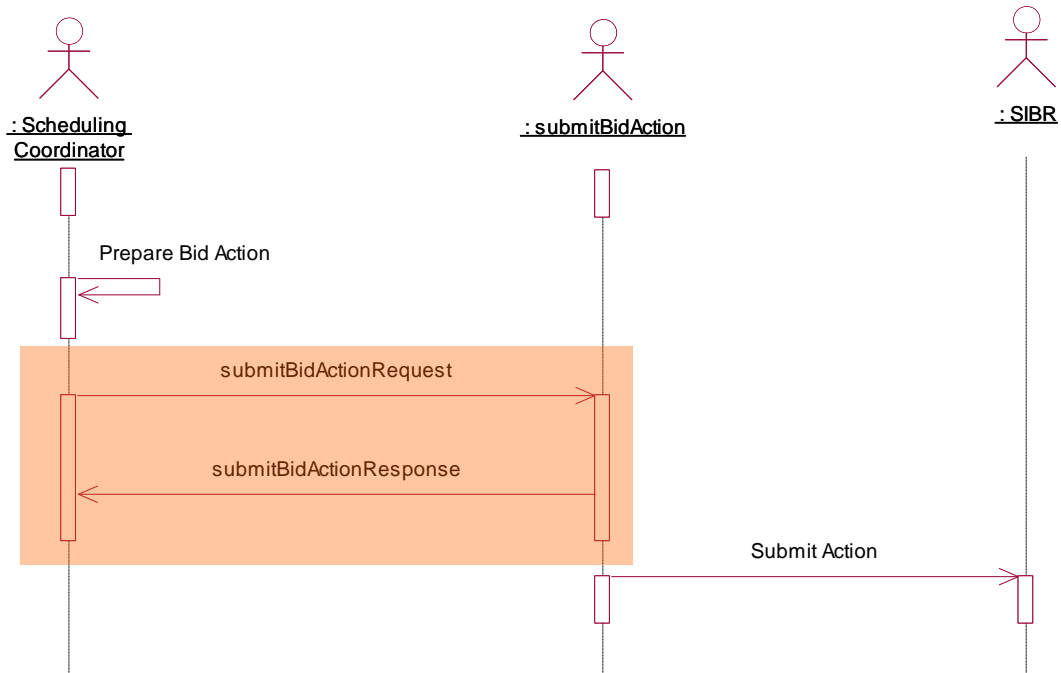 : Scheduling
Coordinator
: submitBidAction
: SIBR
Prepare Bid Action
submitBidActionRequest
submitBidActionResponse
Submit Action